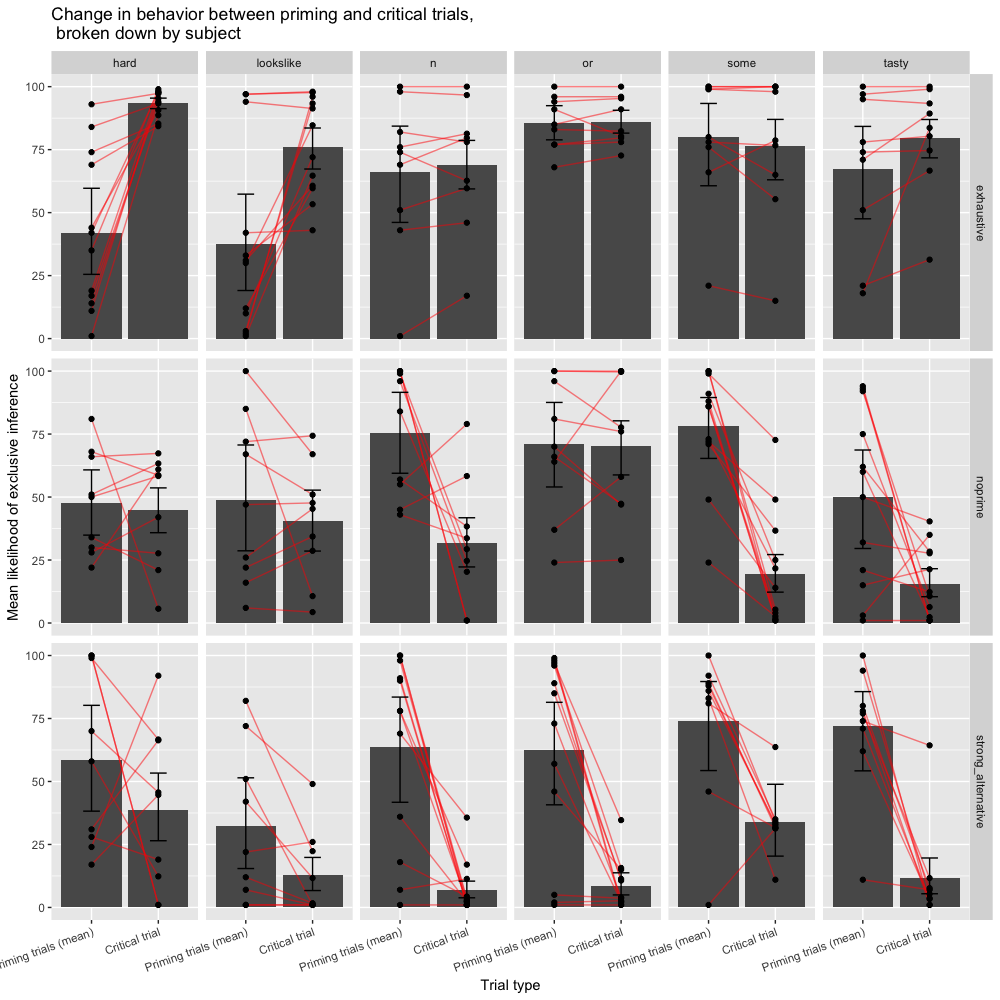 Change in behavior between priming and critical trials,
broken down by subject
hard lookslike n or some tasty
Mean likelihood of exclusive inference
100
75
50
25
0
exhaustive
100
75
50
25
0
noprime
100
75
50
25
0
strong_alternative
riming trials (mean) Critical trial Priming trials (mean) Critical trial Priming trials (mean) Critical trial Priming trials (mean) Critical trial Priming trials (mean) Critical trial Priming trials (mean) Critical trial
Trial type